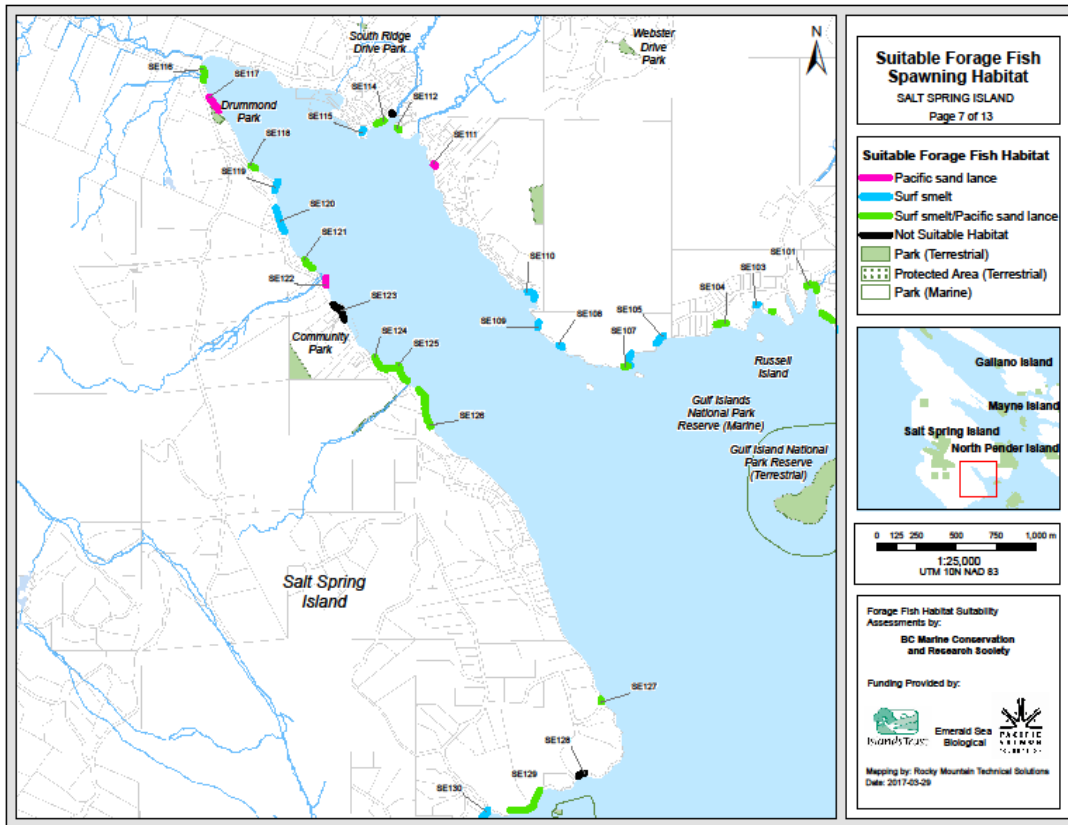 South Ridge
Drive Park
Webster
Drive
Park
N
SE116
SE117
SE114
SE112
Drummond
Park
SE115
SE111
SE118
SE119
SE120
SE121
SE110
SE101
SE103
SE122
SE104
SE123
SE109
SE108
SE105
SE107
Community
Park
SE124
SE125
Russell
Island
Gulf Islands
National Park
Reserve (Marine)
SE126
Gulf Island National
Park Reserve
(Terrestrial)
Salt Spring
Island
SE127
SE128
SE129
SE130
Suitable Forage Fish
Spawning Habitat
SALT SPRING ISLAND
Page 7 of 13
Suitable Forage Fish Habitat
Pacific sand lance
Surf smelt
Surf smelt/Pacific sand lance
Not Suitable Habitat
Park (Terrestrial)
Protected Area (Terrestrial)
Park (Marine)
Galiano Island
Mayne Island
Salt Spring Island
North Pender Island
0 125 250 500 750 1,000 m
1:25,000
UTM 10N NAD 83
Forage Fish Habitat Suitability
Assessments by:
BC Marine Conservation
and Research Society
Funding Provided by:
Islands Trust
Emerald Sea
Biological
PACIFIC
SALMON
FOUNDATION
Mapping by: Rocky Mountain Technical Solutions
Date: 2017-03-29